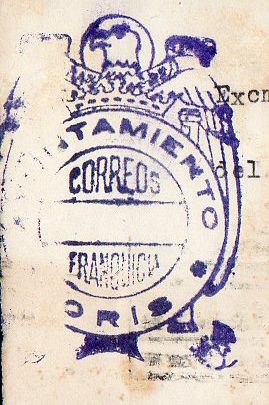 Exc
NTAMIENTO
CORREOS
del
FRANQUICIA
ORIS